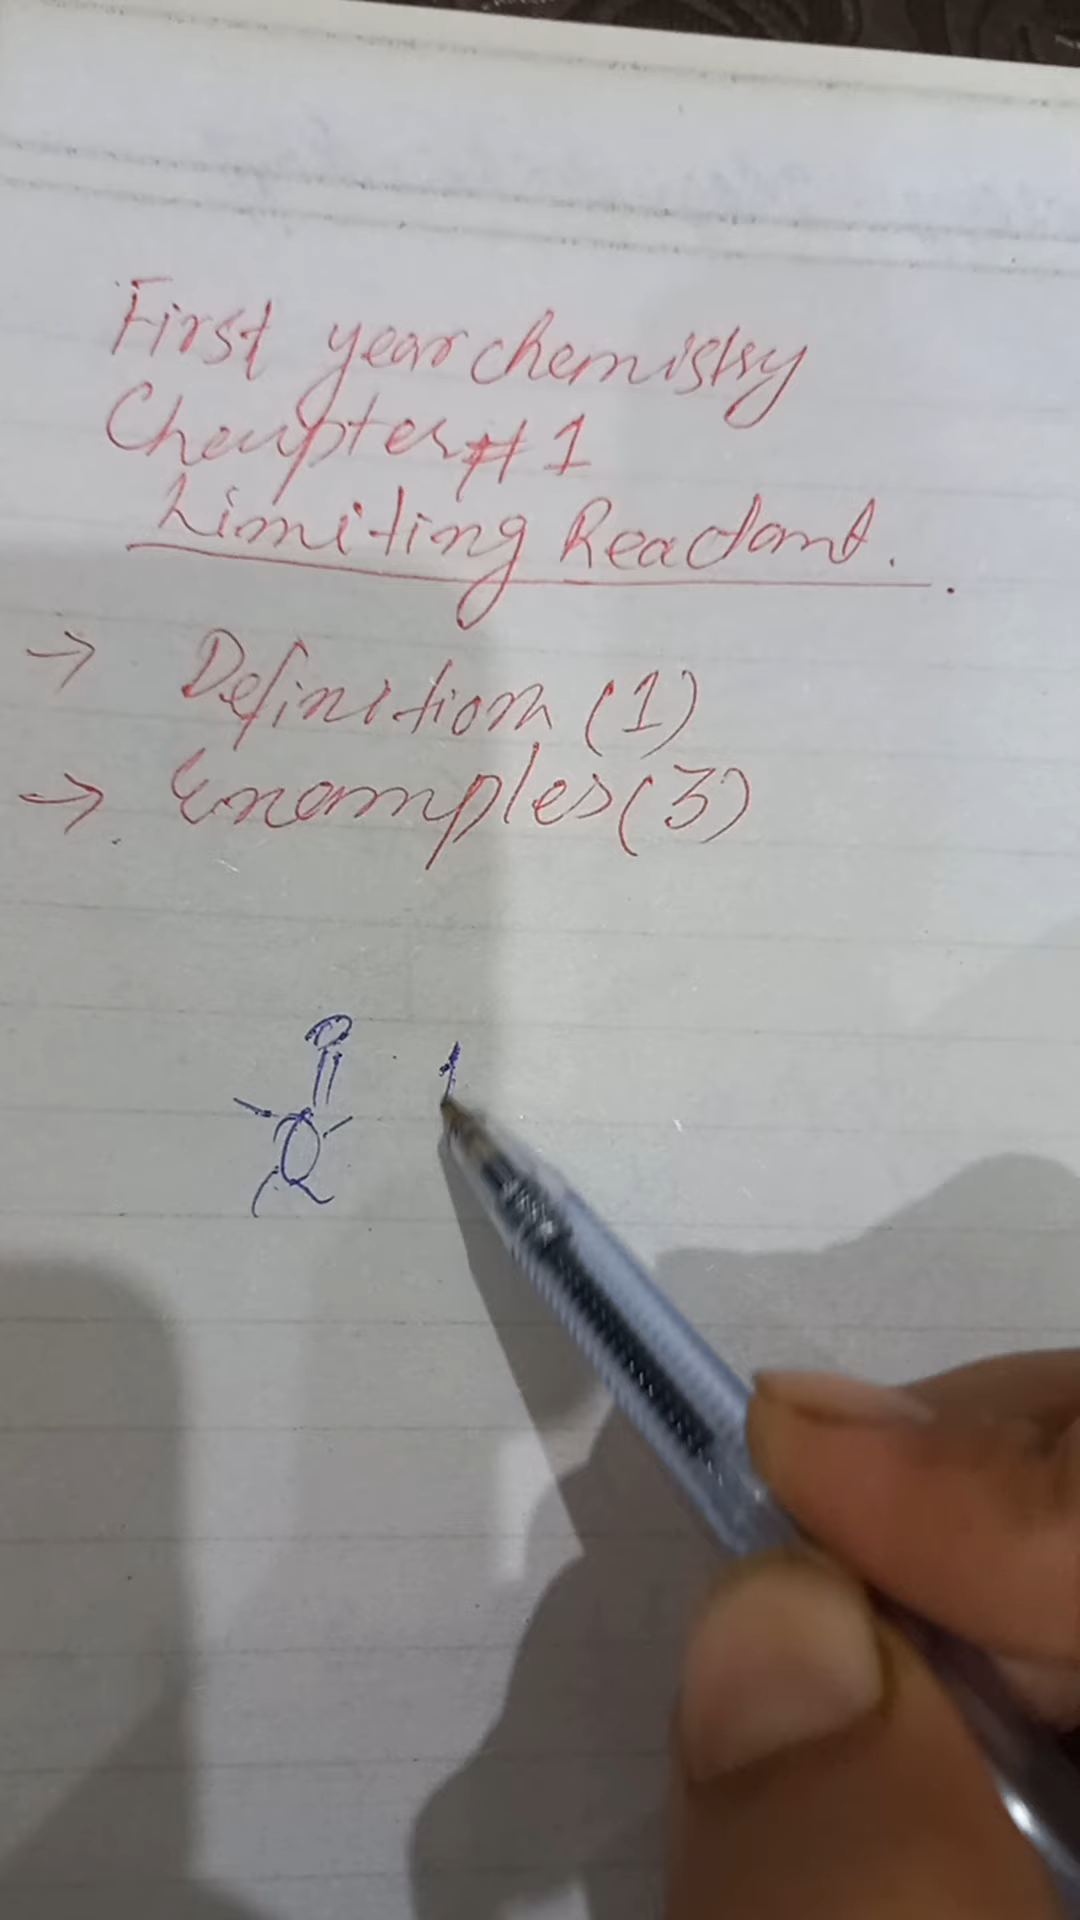 First year chemistry
Chapter # 1
Limiting Reactant.
→ Definition (1)
→ Examples (3)